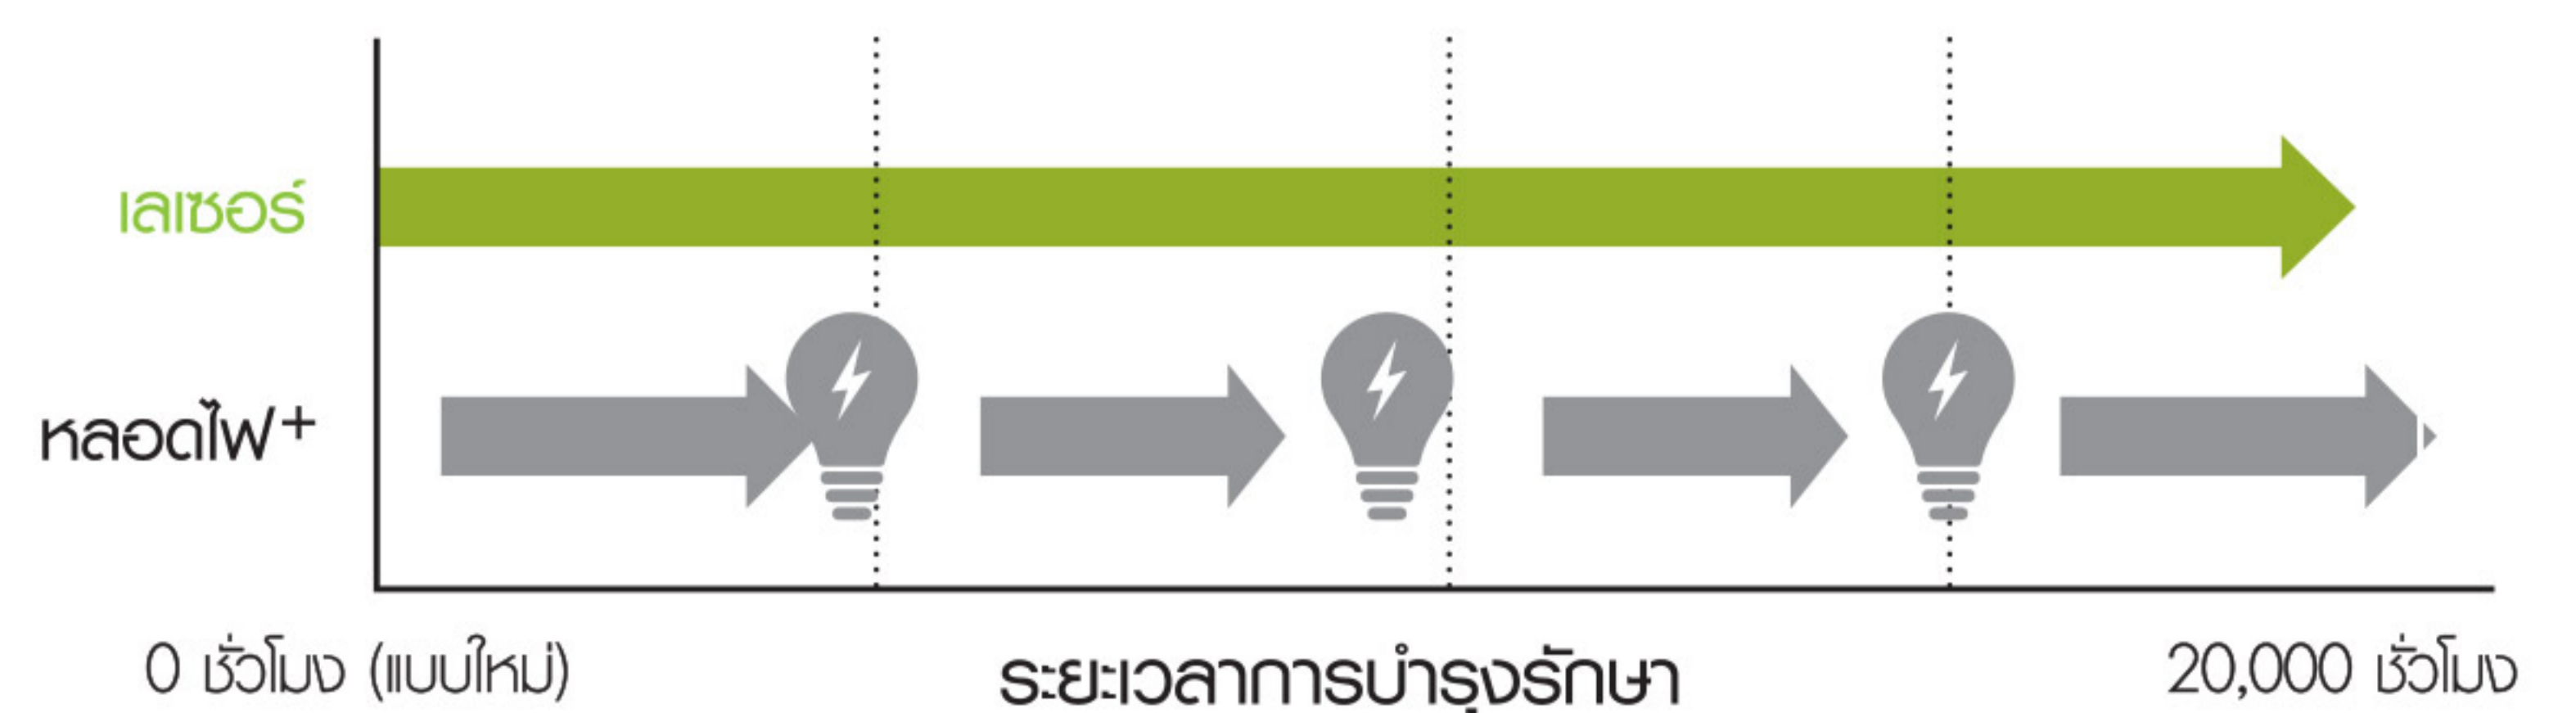 เลเซอร์
หลอดไฟ+
0 ชั่วโมง (แบบใหม่) ระยะเวลาการบำรุงรักษา 20,000 ชั่วโมง